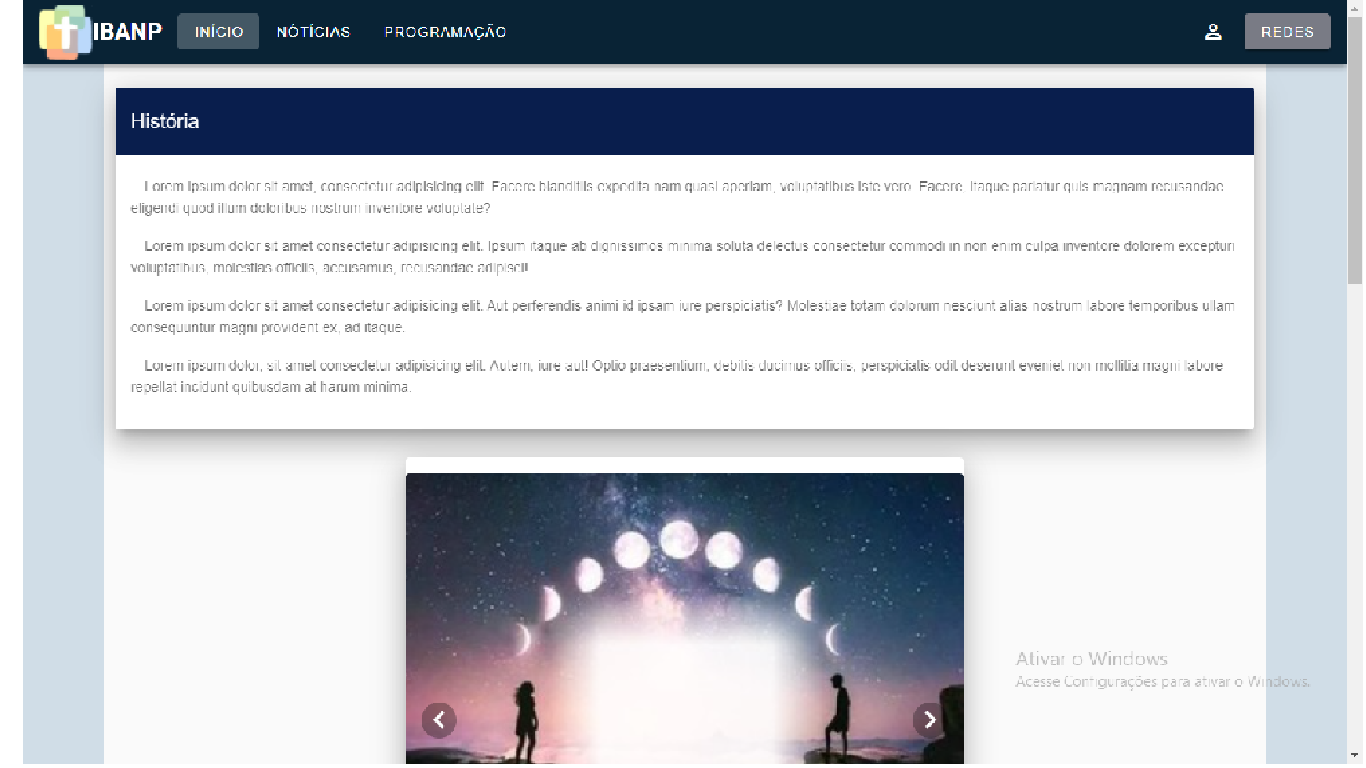 IBANP INÍCIO NÓTÍCIAS PROGRAMAÇÃO REDES
História
Lorem ipsum dolor sit amet, consectetur adipisicing elit. Facere blanditiis expedita nam quasi aperiam, voluptatibus iste vero. Facere, itaque pariatur quis magnam recusandae
eligendi quod illum doloribus nostrum inventore voluptate?
Lorem ipsum dolor sit amet consectetur adipisicing elit. Ipsum itaque ab dignissimos minima soluta delectus consectetur commodi in non enim culpa inventore dolorem excepturi
voluptatibus, molestias officiis, accusamus, recusandae adipisci!
Lorem ipsum dolor sit amet consectetur adipisicing elit. Aut perferendis animi id ipsam iure perspiciatis? Molestiae totam dolorum nesciunt alias nostrum labore temporibus ullam
consequuntur magni provident ex, ad itaque.
Lorem ipsum dolor, sit amet consectetur adipisicing elit. Autem, iure aut! Optio praesentium, debitis ducimus officiis, perspiciatis odit deserunt eveniet non mollitia magni labore
repellat incidunt quibusdam at harum minima.
Ativar o Windows
Acesse Configurações para ativar o Windows.